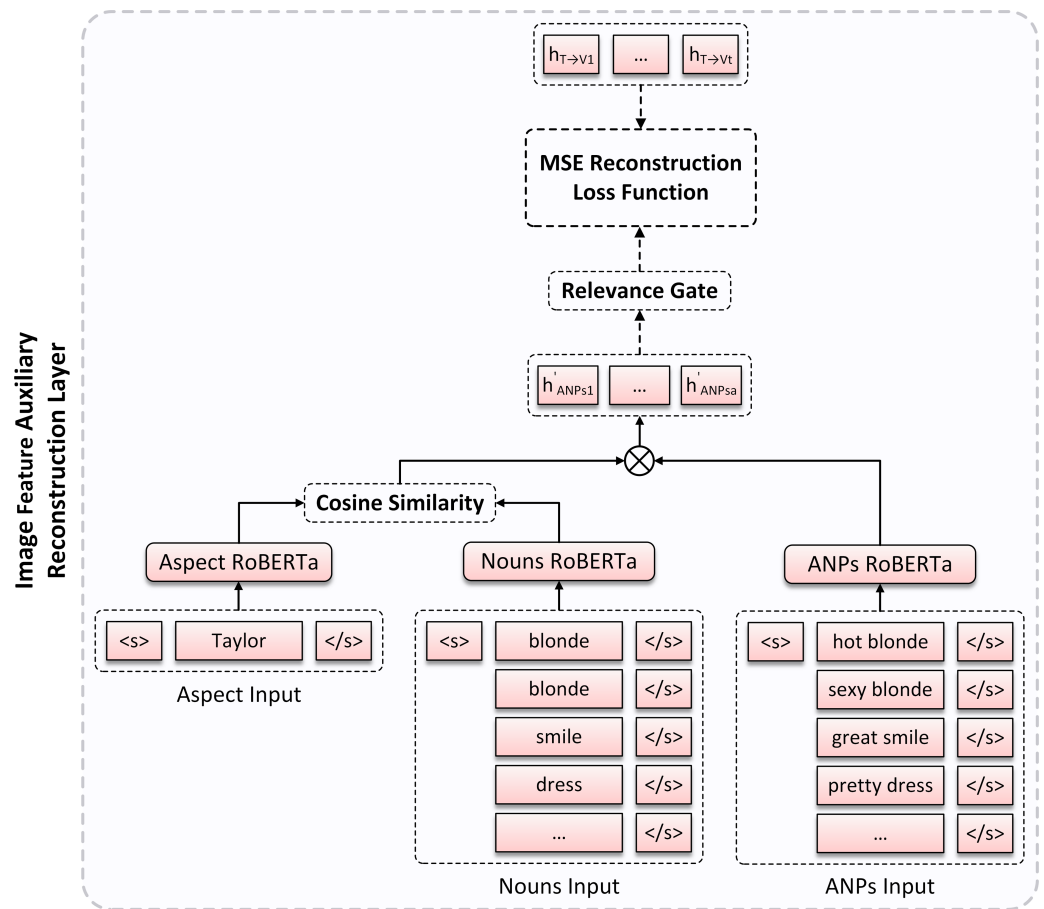 Image Feature Auxiliary
Reconstruction Layer
h T→V1 ... h T→Vt
MSE Reconstruction
Loss Function
Relevance Gate
h' ANPs1 ... h' ANPsa
Cosine Similarity
Aspect RoBERTa
Nouns RoBERTa
ANPs RoBERTa
<s> Taylor </s>
Aspect Input
<s> blonde </s>
blonde </s>
smile </s>
dress </s>
... </s>
Nouns Input
<s> hot blonde </s>
sexy blonde </s>
great smile </s>
pretty dress </s>
... </s>
ANPs Input